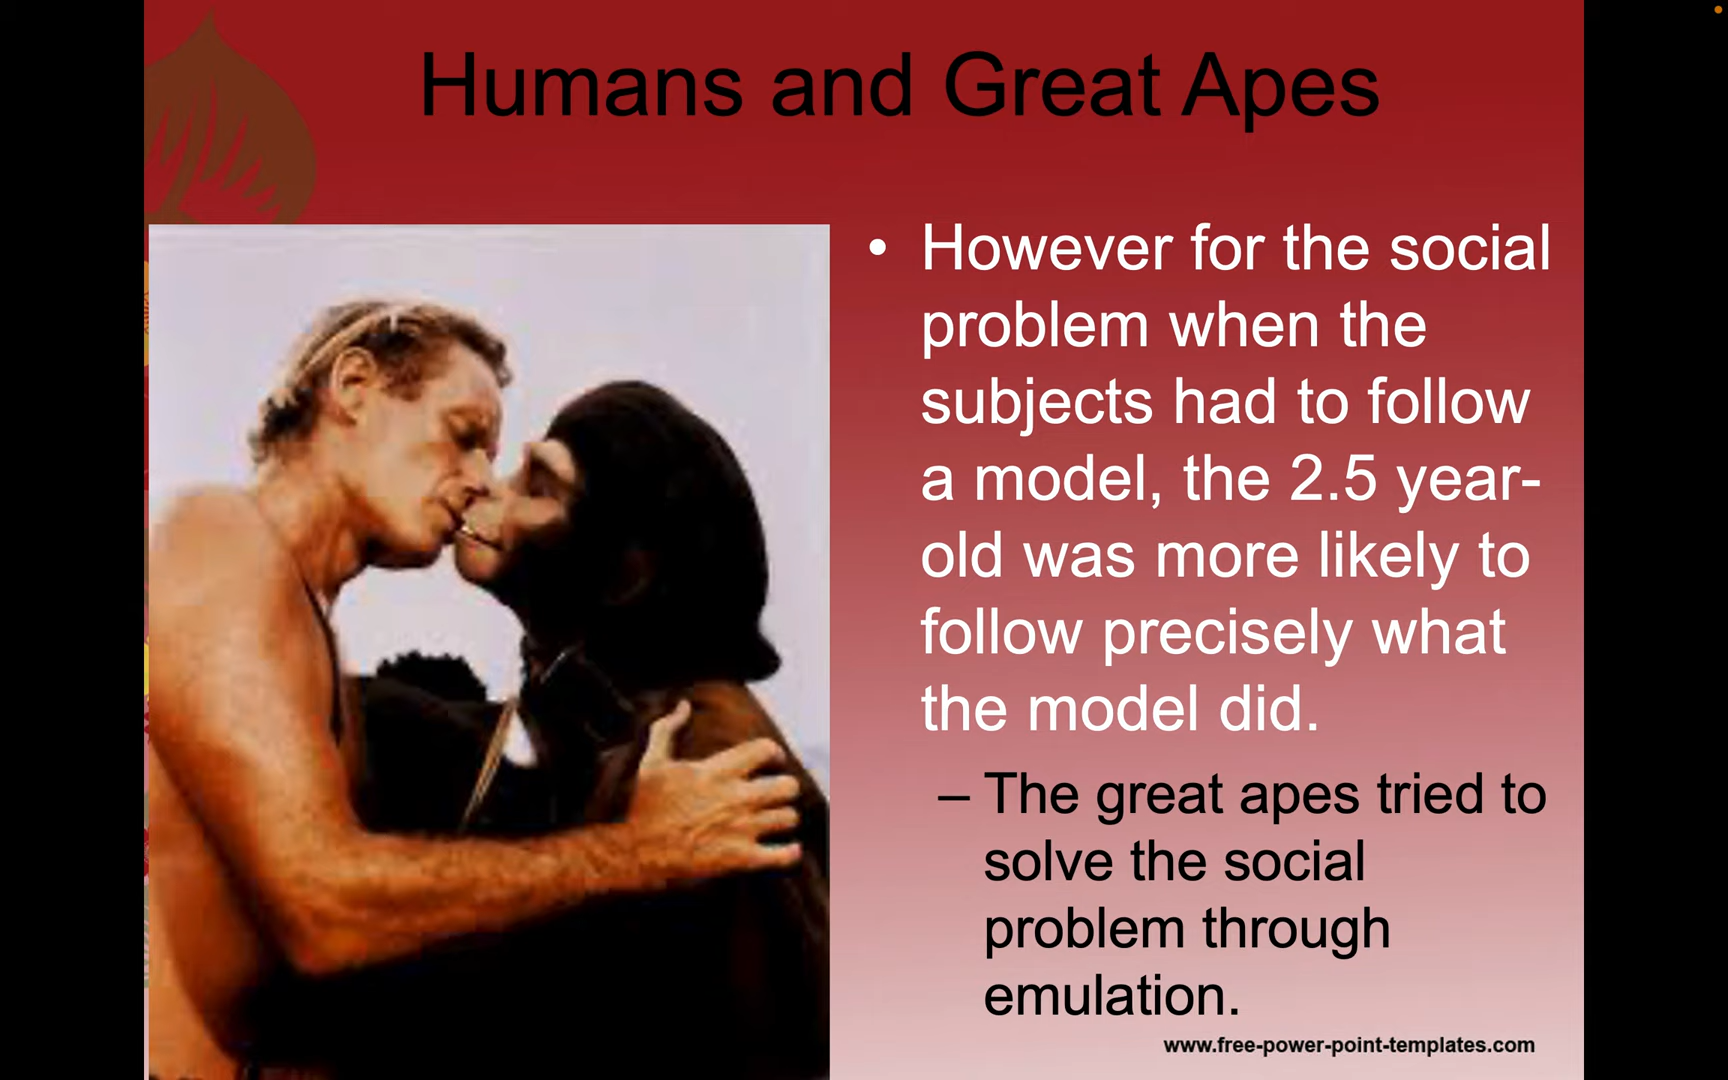 Humans and Great Apes
• However for the social
problem when the
subjects had to follow
a model, the 2.5 year-
old was more likely to
follow precisely what
the model did.
– The great apes tried to
solve the social
problem through
emulation.
www.free-power-point-templates.com